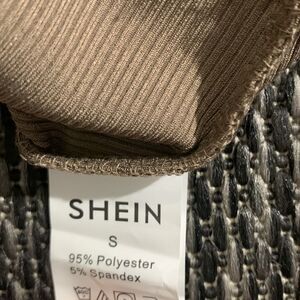 SHEIN
S
95% Polyester
5% Spandex